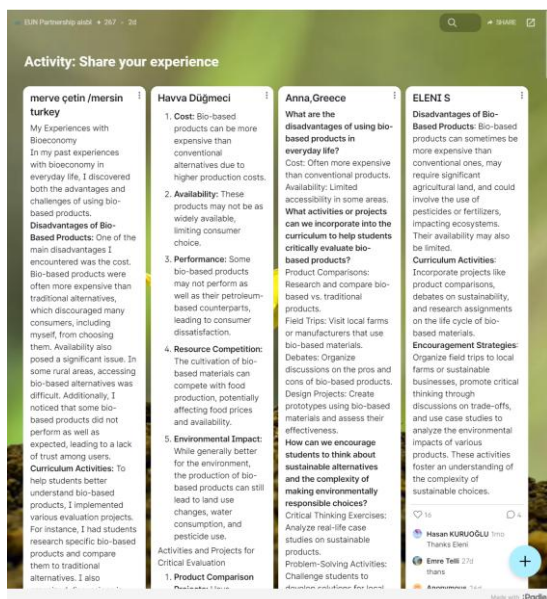 EUN Partnership aisbl + 267 • 2d
SHARE
Activity: Share your experience
merve çetin /mersin
turkey
My Experiences with
Bioeconomy
In my past experiences
with bioeconomy in
everyday life, I discovered
both the advantages and
challenges of using bio-
based products.
Disadvantages of Bio-
Based Products: One of the
main disadvantages I
encountered was the cost.
Bio-based products were
often more expensive than
traditional alternatives,
which discouraged many
consumers, including
myself, from choosing
them. Availability also
posed a significant issue. In
some rural areas, accessing
bio-based alternatives was
difficult. Additionally, I
noticed that some bio-
based products did not
perform as well as
expected, leading to a lack
of trust among users.
Curriculum Activities: To
help students better
understand bio-based
products, I implemented
various evaluation projects.
For instance, I had students
research specific bio-based
products and compare
them to traditional
alternatives. I also
Havva Düğmeci
1. Cost: Bio-based
products can be more
expensive than
conventional
alternatives due to
higher production costs.
2. Availability: These
products may not be as
widely available,
limiting consumer
choice.
3. Performance: Some
bio-based products
may not perform as
well as their petroleum-
based counterparts,
leading to consumer
dissatisfaction.
4. Resource Competition:
The cultivation of bio-
based materials can
compete with food
production, potentially
affecting food prices
and availability.
5. Environmental Impact:
While generally better
for the environment,
the production of bio-
based products can still
lead to land use
changes, water
consumption, and
pesticide use.
Activities and Projects for
Critical Evaluation
1. Product Comparison
Anna,Greece
What are the
disadvantages of using bio-
based products in
everyday life?
Cost: Often more expensive
than conventional products.
Availability: Limited
accessibility in some areas.
What activities or projects
can we incorporate into the
curriculum to help students
critically evaluate bio-
based products?
Product Comparisons:
Research and compare bio-
based vs. traditional
products.
Field Trips: Visit local farms
or manufacturers that use
bio-based materials.
Debates: Organize
discussions on the pros and
cons of bio-based products.
Design Projects: Create
prototypes using bio-based
materials and assess their
effectiveness.
How can we encourage
students to think about
sustainable alternatives
and the complexity of
making environmentally
responsible choices?
Critical Thinking Exercises:
Analyze real-life case
studies on sustainable
products.
Problem-Solving Activities:
Challenge students to
develop solutions for local
ELENI S
Disadvantages of Bio-
Based Products: Bio-based
products can sometimes be
more expensive than
conventional ones, may
require significant
agricultural land, and could
involve the use of
pesticides or fertilizers,
impacting ecosystems.
Their availability may also
be limited.
Curriculum Activities:
Incorporate projects like
product comparisons,
debates on sustainability,
and research assignments
on the life cycle of bio-
based materials.
Encouragement Strategies:
Organize field trips to local
farms or sustainable
businesses, promote critical
thinking through
discussions on trade-offs,
and use case studies to
analyze the environmental
impacts of various
products. These activities
foster an understanding of
the complexity of
sustainable choices.
16 4
Hasan KURUOĞLU 1mo
Thanks Eleni
Emre Telli 27d
thans
Anonymous
Made with :Padlet